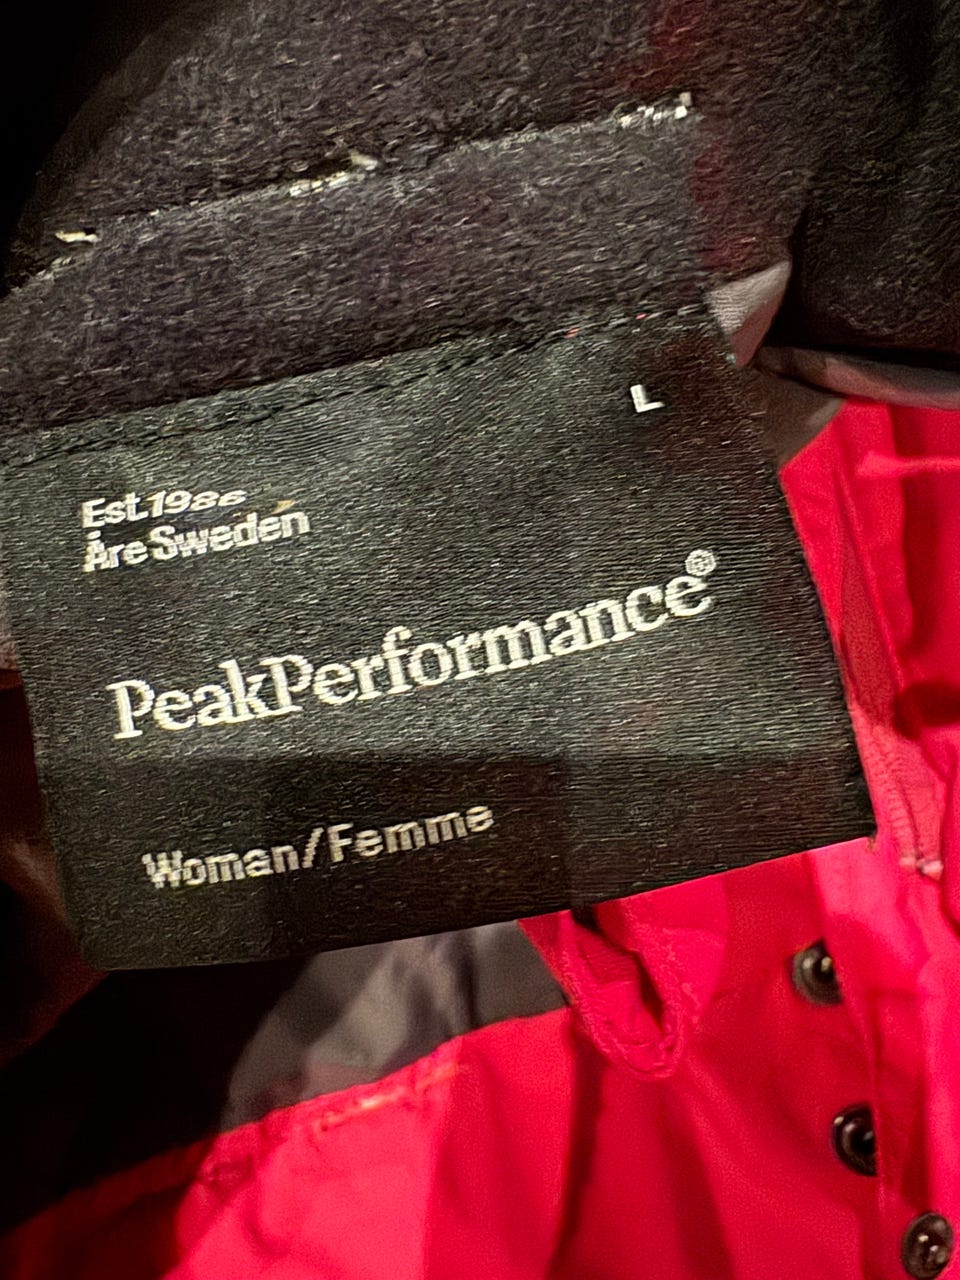 L
Est.1986
Åre Sweden
PeakPerformance®
Woman/Femme